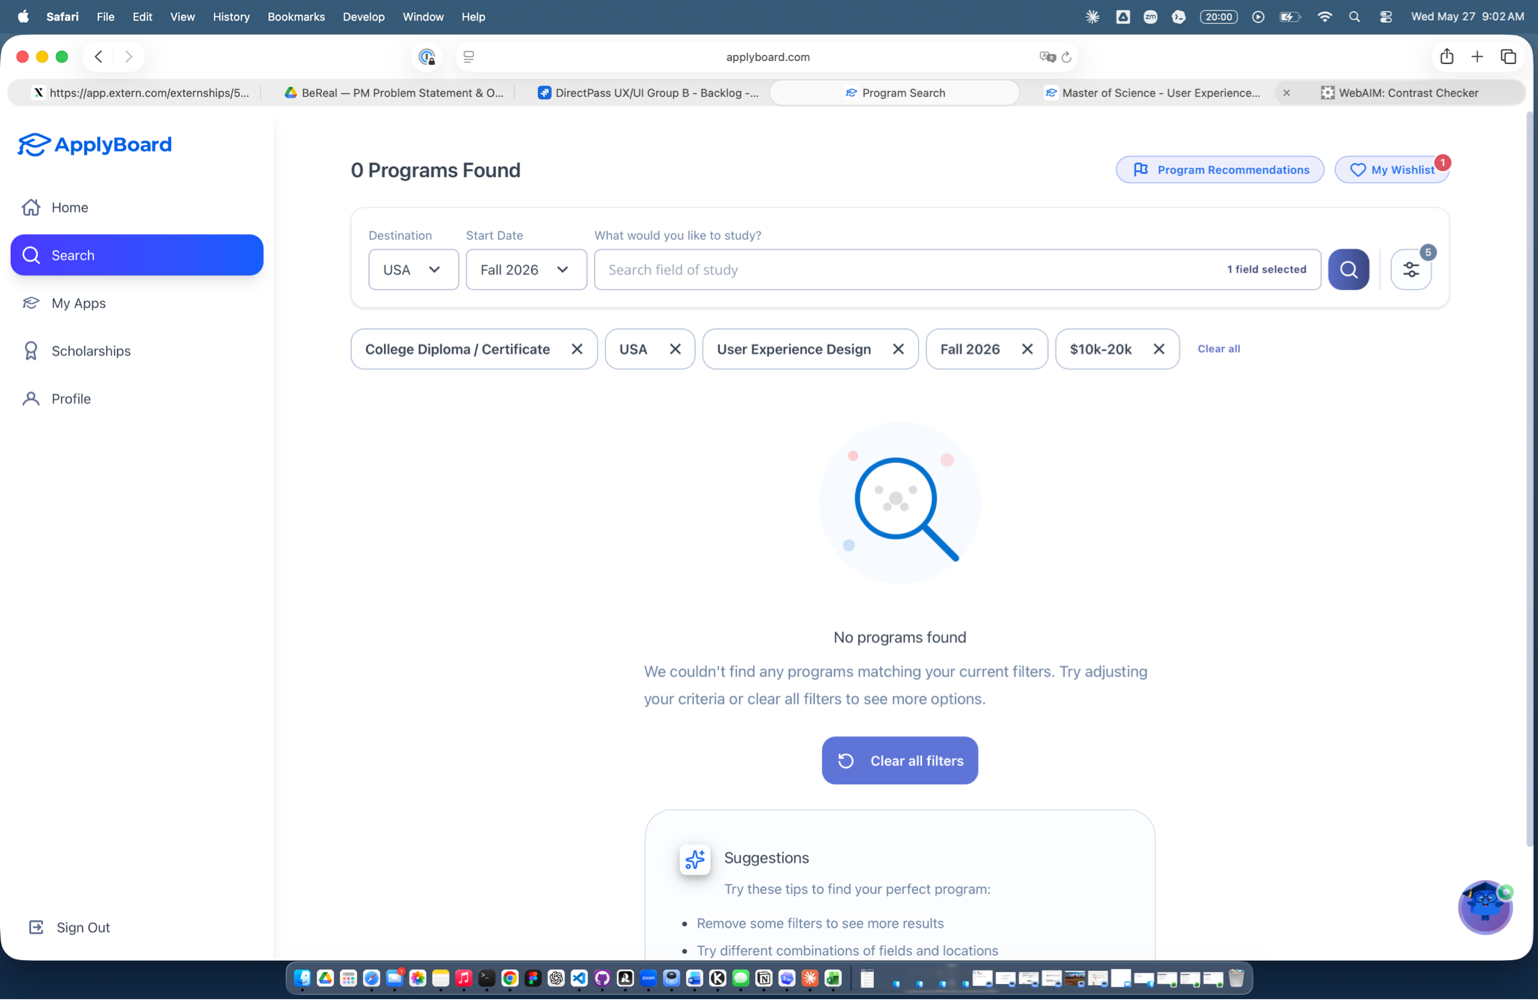 Safari File Edit View History Bookmarks Develop Window Help 20:00 Wed May 27 9:02 AM
applyboard.com
https://app.extern.com/externships/5... BeReal — PM Problem Statement & O... DirectPass UX/UI Group B - Backlog -... Program Search Master of Science - User Experience... WebAIM: Contrast Checker
ApplyBoard
Home
Search
My Apps
Scholarships
Profile
Sign Out
0 Programs Found
Program Recommendations
My Wishlist 1
Destination Start Date What would you like to study?
USA Fall 2026 Search field of study 1 field selected 5
College Diploma / Certificate USA User Experience Design Fall 2026 $10k-20k Clear all
No programs found
We couldn't find any programs matching your current filters. Try adjusting
your criteria or clear all filters to see more options.
Clear all filters
Suggestions
Try these tips to find your perfect program:
• Remove some filters to see more results
• Try different combinations of fields and locations